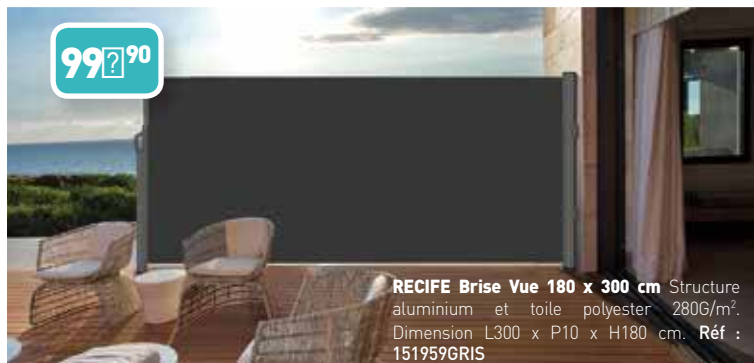 99�90
RECIFE Brise Vue 180 x 300 cm Structure
aluminium et toile polyester 280G/m².
Dimension L300 x P10 x H180 cm. Réf :
151959GRIS